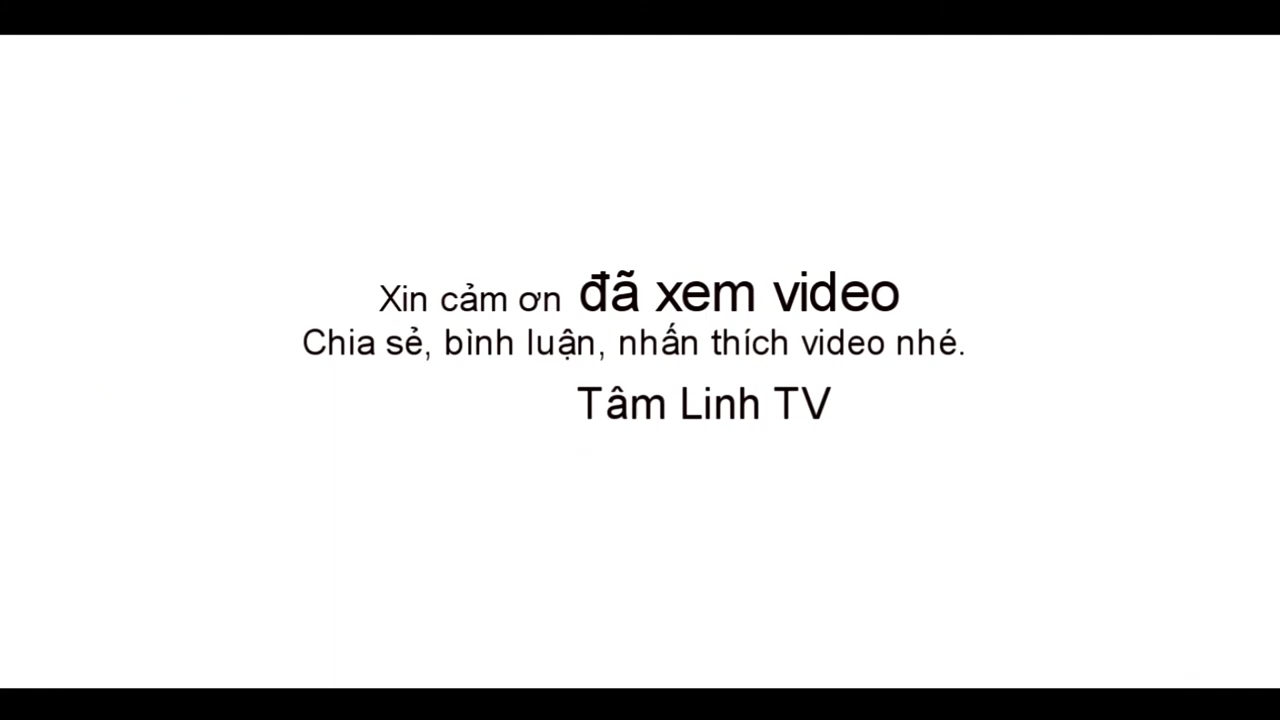 Xin cảm ơn đã xem video
Chia sẻ, bình luận, nhấn thích video nhé.
Tâm Linh TV